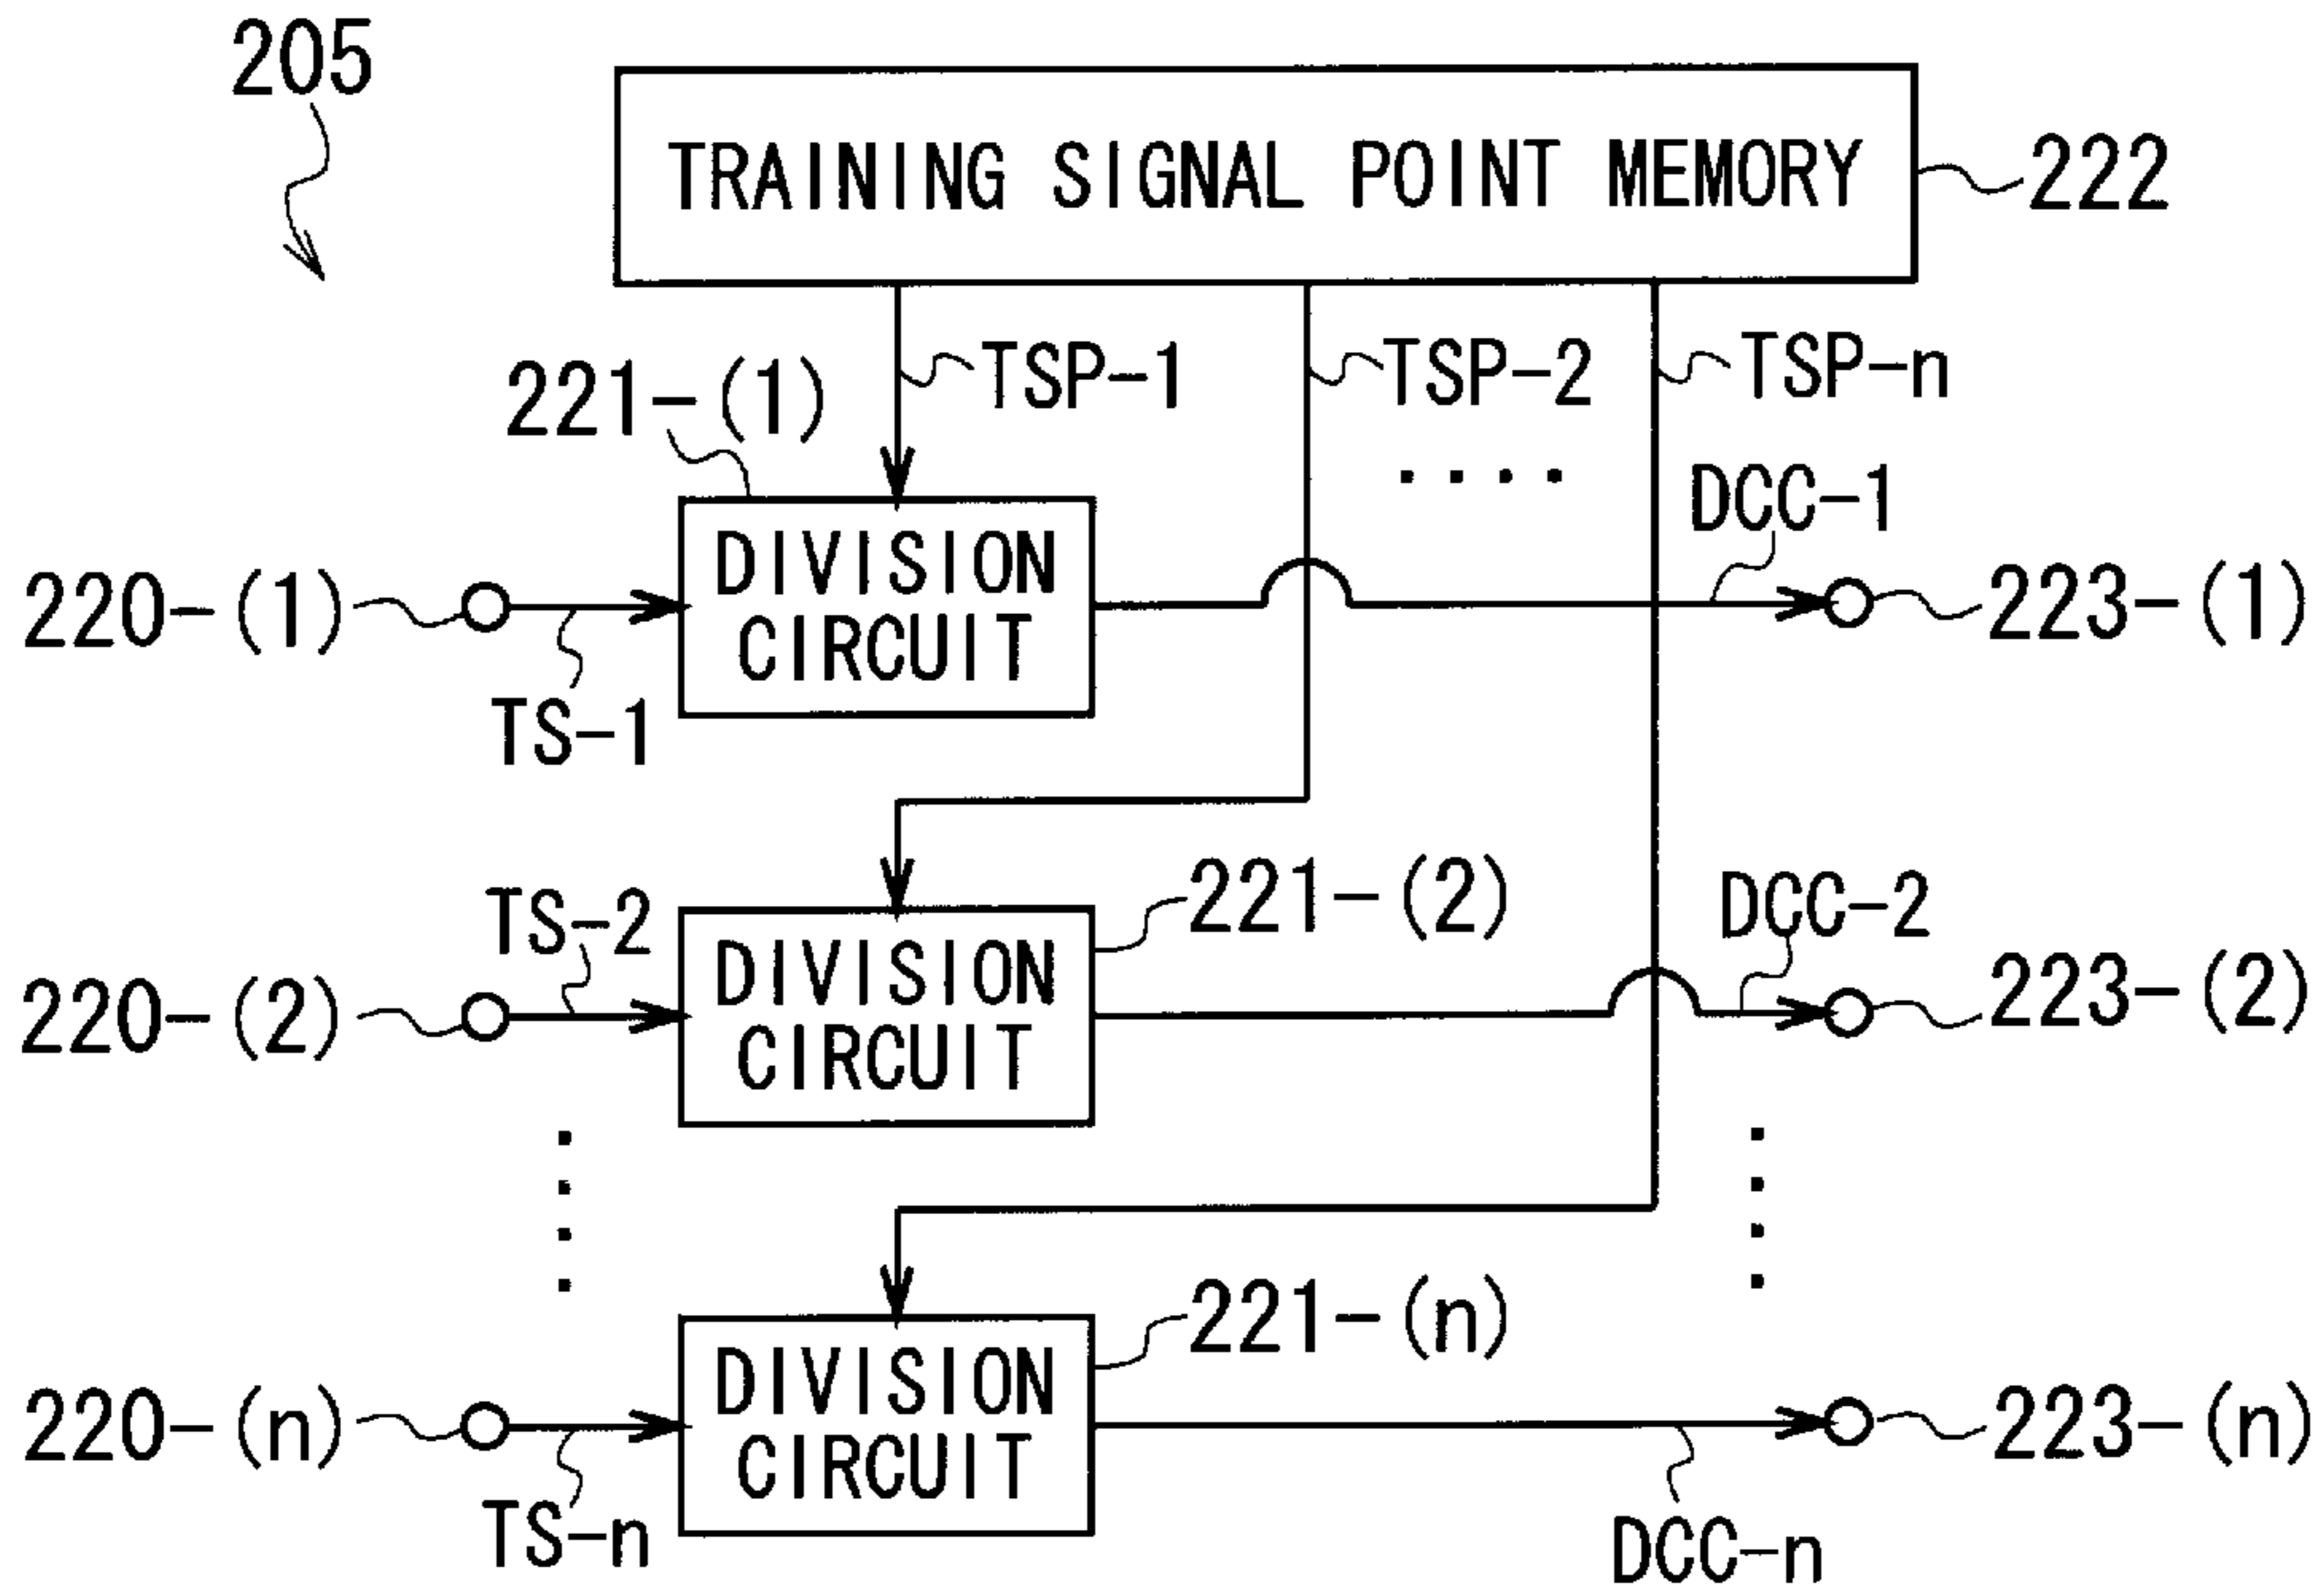 205
TRAINING SIGNAL POINT MEMORY
222
TSP-1
TSP-2
TSP-n
221-(1)
. . . .
DCC-1
DIVISION
CIRCUIT
220-(1)
223-(1)
TS-1
TS-2
221-(2)
DCC-2
DIVISION
CIRCUIT
220-(2)
223-(2)
221-(n)
DIVISION
CIRCUIT
220-(n)
223-(n)
TS-n
DCC-n